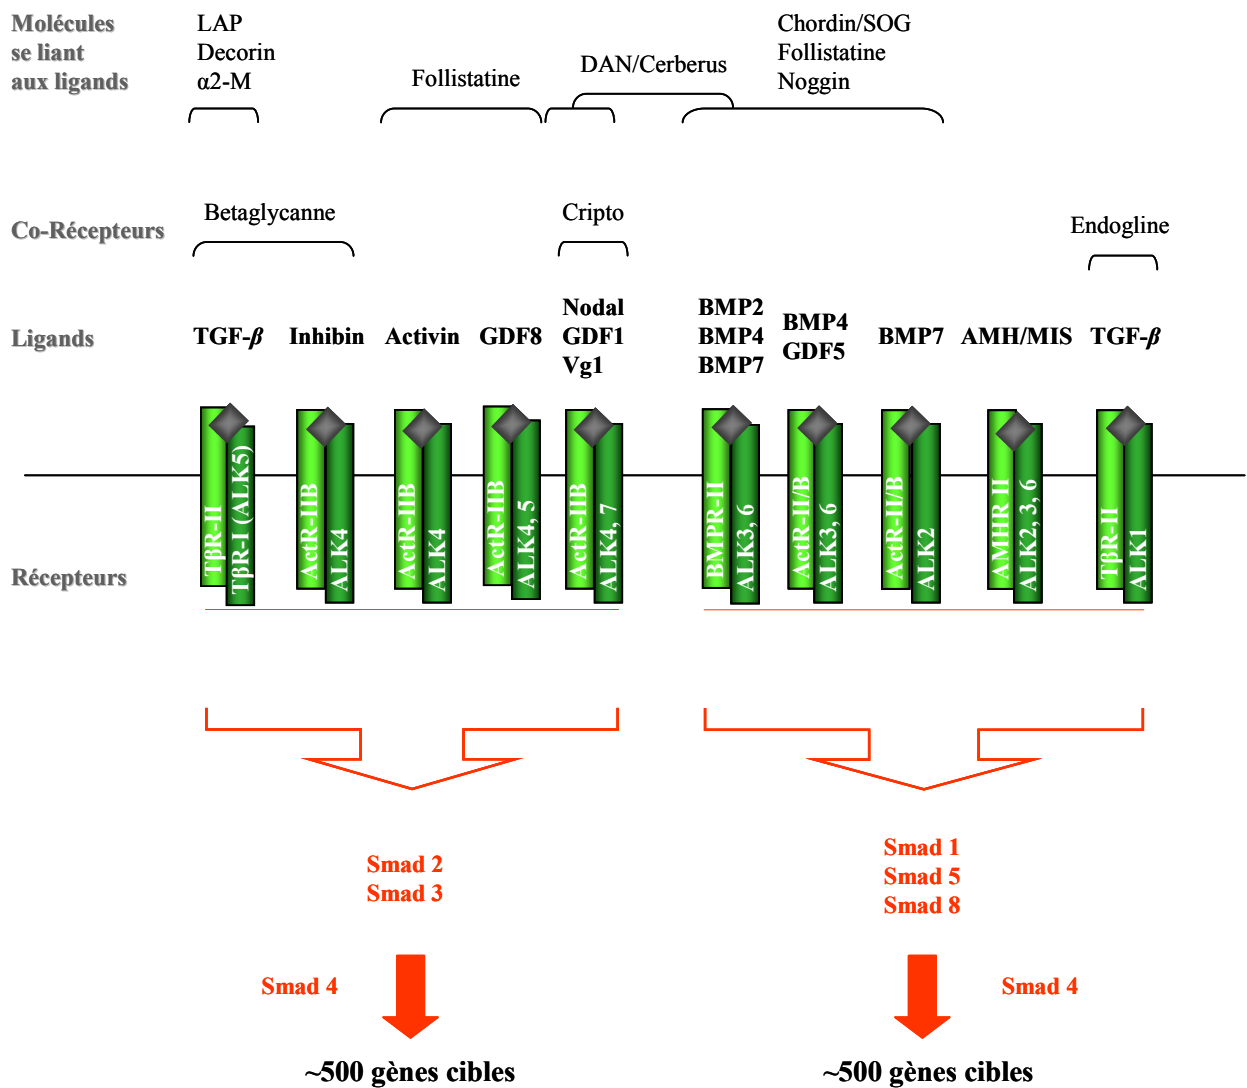 Molécules
se liant
aux ligands
LAP
Decorin
α2-M
Follistatine
DAN/Cerberus
Chordin/SOG
Follistatine
Noggin
Co-Récepteurs
Betaglycanne
Cripto
Endogline
Ligands
TGF-β
Inhibin
Activin
GDF8
Nodal
GDF1
Vg1
BMP2
BMP4
BMP7
BMP4
GDF5
BMP7
AMH/MIS
TGF-β
Récepteurs
TβR-II
TβR-I (ALK5)
ActR-IIB
ALK4
ActR-IIB
ALK4
ActR-IIB
ALK4, 5
ActR-IIB
ALK4, 7
BMPR-II
ALK3, 6
ActR-II/B
ALK3, 6
ActR-II/B
ALK2
AMHR II
ALK2, 3, 6
TβR-II
ALK1
Smad 2
Smad 3
Smad 1
Smad 5
Smad 8
Smad 4
Smad 4
~500 gènes cibles
~500 gènes cibles